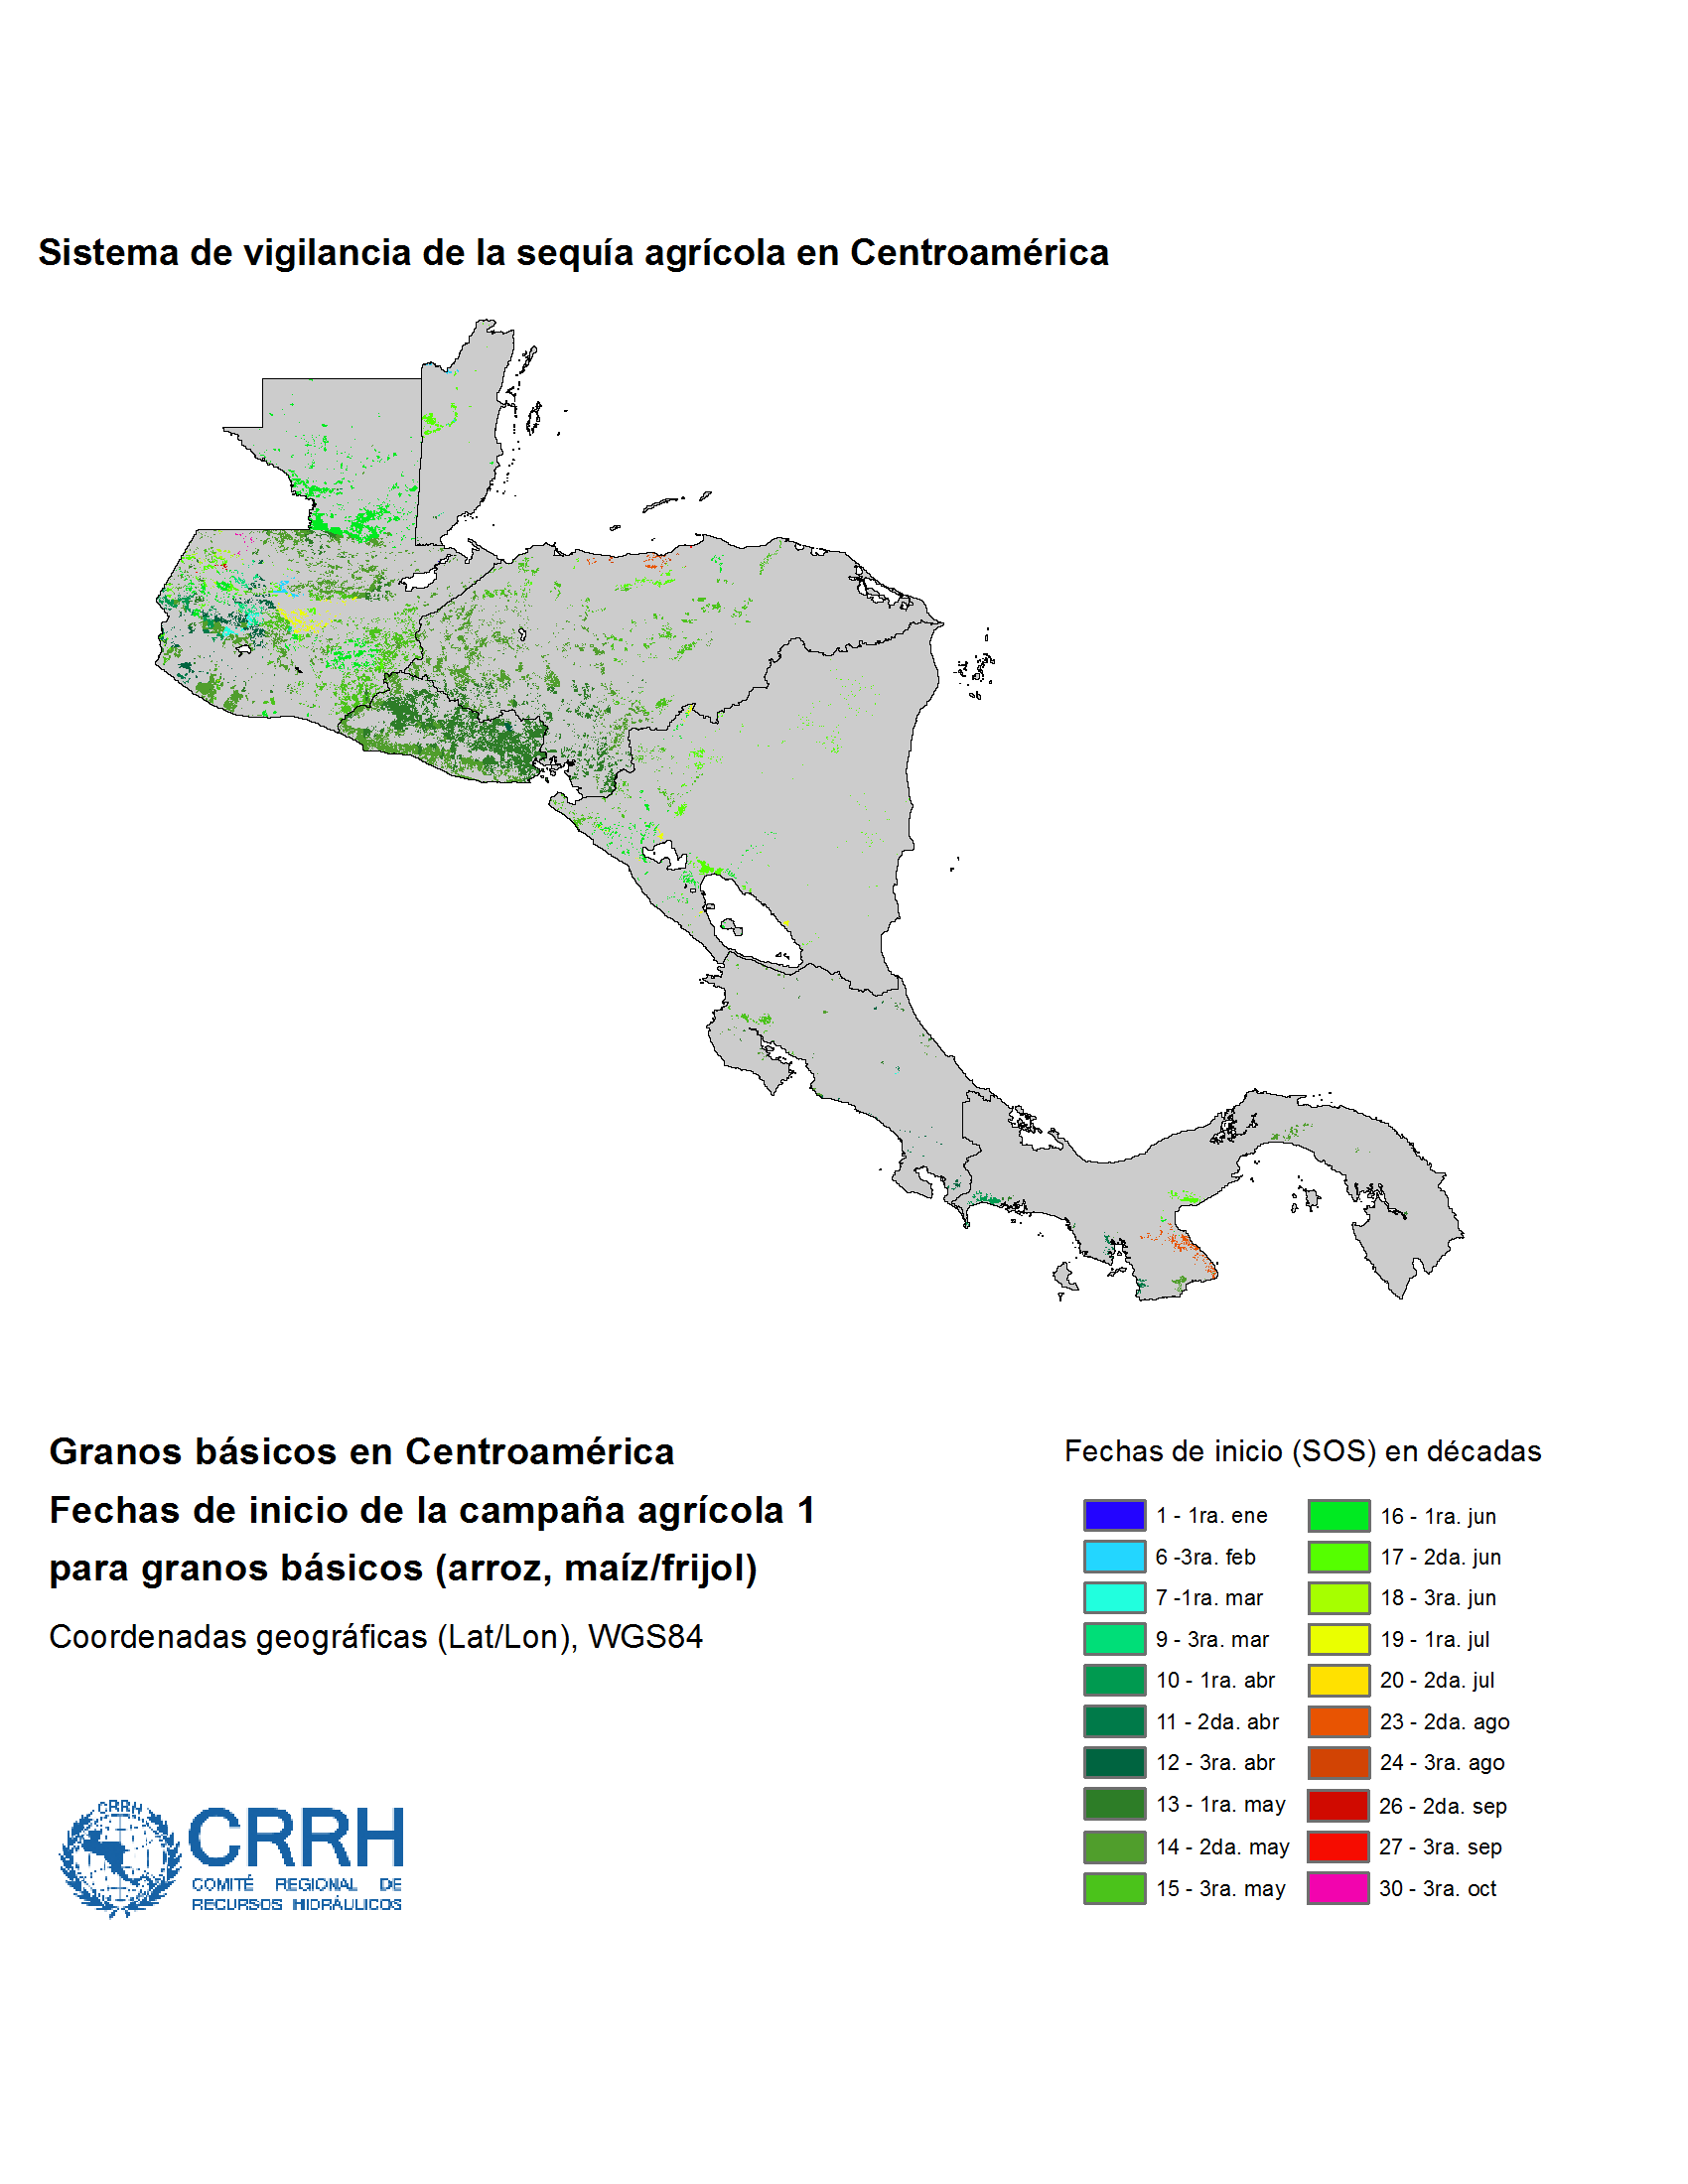 Sistema de vigilancia de la sequía agrícola en Centroamérica
Granos básicos en Centroamérica
Fechas de inicio de la campaña agrícola 1
para granos básicos (arroz, maíz/frijol)
Coordenadas geográficas (Lat/Lon), WGS84
Fechas de inicio (SOS) en décadas
1 - 1ra. ene
6 -3ra. feb
7 -1ra. mar
9 - 3ra. mar
10 - 1ra. abr
11 - 2da. abr
12 - 3ra. abr
13 - 1ra. may
14 - 2da. may
15 - 3ra. may
16 - 1ra. jun
17 - 2da. jun
18 - 3ra. jun
19 - 1ra. jul
20 - 2da. jul
23 - 2da. ago
24 - 3ra. ago
26 - 2da. sep
27 - 3ra. sep
30 - 3ra. oct
CRRH
CRRH
COMITÉ REGIONAL DE
RECURSOS HIDRÁULICOS